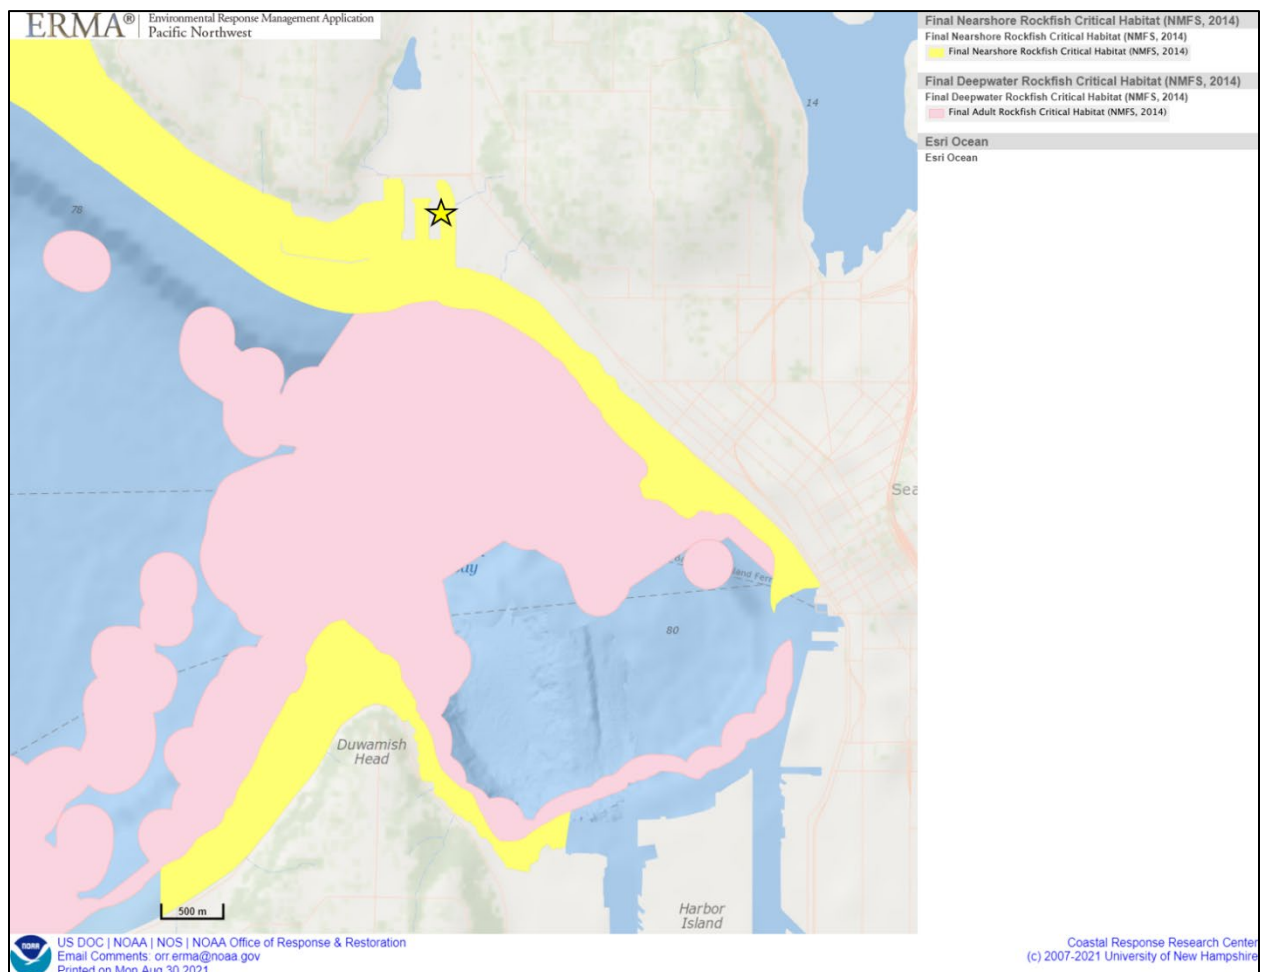 ERMA® Environmental Response Management Application
Pacific Northwest
Final Nearshore Rockfish Critical Habitat (NMFS, 2014)
Final Nearshore Rockfish Critical Habitat (NMFS, 2014)
Final Nearshore Rockfish Critical Habitat (NMFS, 2014)
Final Deepwater Rockfish Critical Habitat (NMFS, 2014)
Final Deepwater Rockfish Critical Habitat (NMFS, 2014)
Final Adult Rockfish Critical Habitat (NMFS, 2014)
Esri Ocean
Esri Ocean
14
78
Sea
ay
land Ferr
80
Duwamish
Head
500 m
Harbor
Island
NOAA
US DOC | NOAA | NOS | NOAA Office of Response & Restoration
Email Comments: orr.erma@noaa.gov
Printed on Mon Aug 30 2021
Coastal Response Research Center
(c) 2007-2021 University of New Hampshire